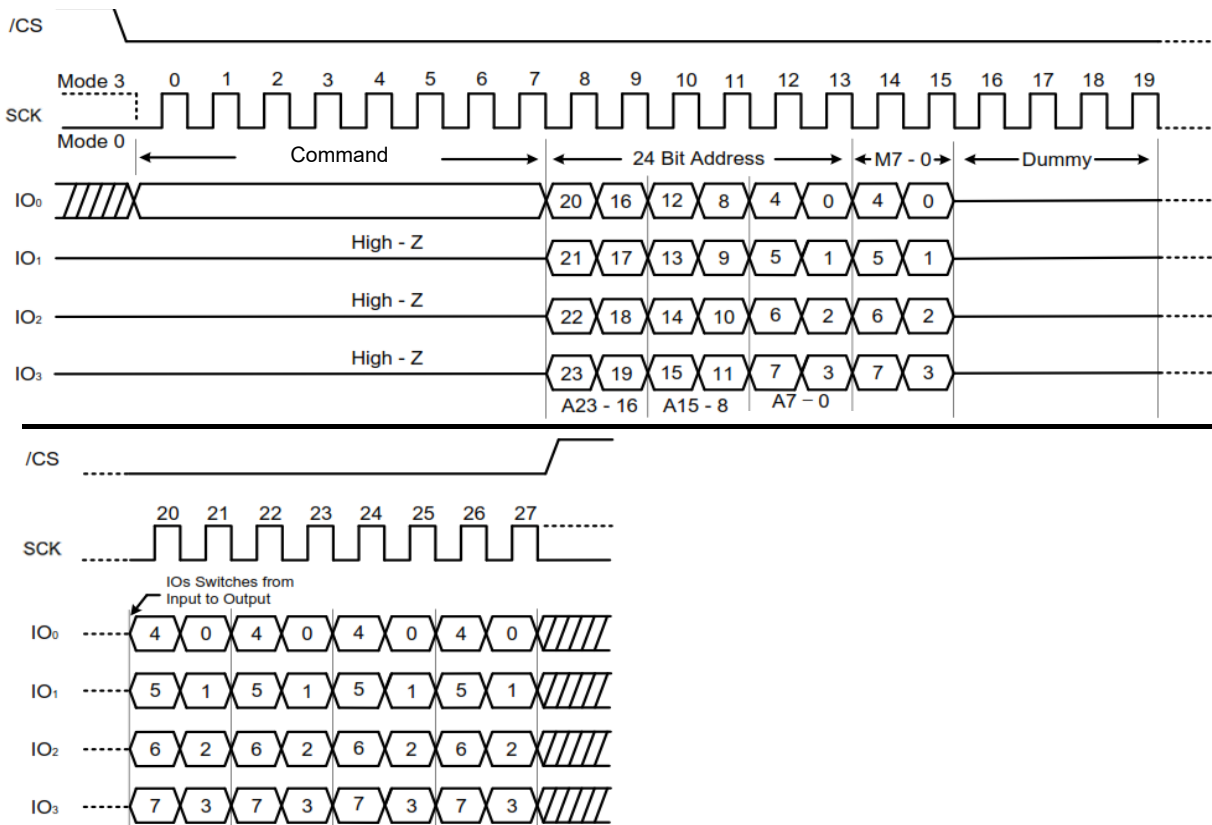 /CS
Mode 3 0 1 2 3 4 5 6 7 8 9 10 11 12 13 14 15 16 17 18 19
SCK
Mode 0
Command 24 Bit Address M7 - 0 Dummy
IO₀ 20 16 12 8 4 0 4 0
High - Z
IO₁ 21 17 13 9 5 1 5 1
High - Z
IO₂ 22 18 14 10 6 2 6 2
High - Z
IO₃ 23 19 15 11 7 3 7 3
A23 - 16 A15 - 8 A7 – 0
/CS
20 21 22 23 24 25 26 27
SCK
IOs Switches from
Input to Output
IO₀ 4 0 4 0 4 0 4 0
IO₁ 5 1 5 1 5 1 5 1
IO₂ 6 2 6 2 6 2 6 2
IO₃ 7 3 7 3 7 3 7 3